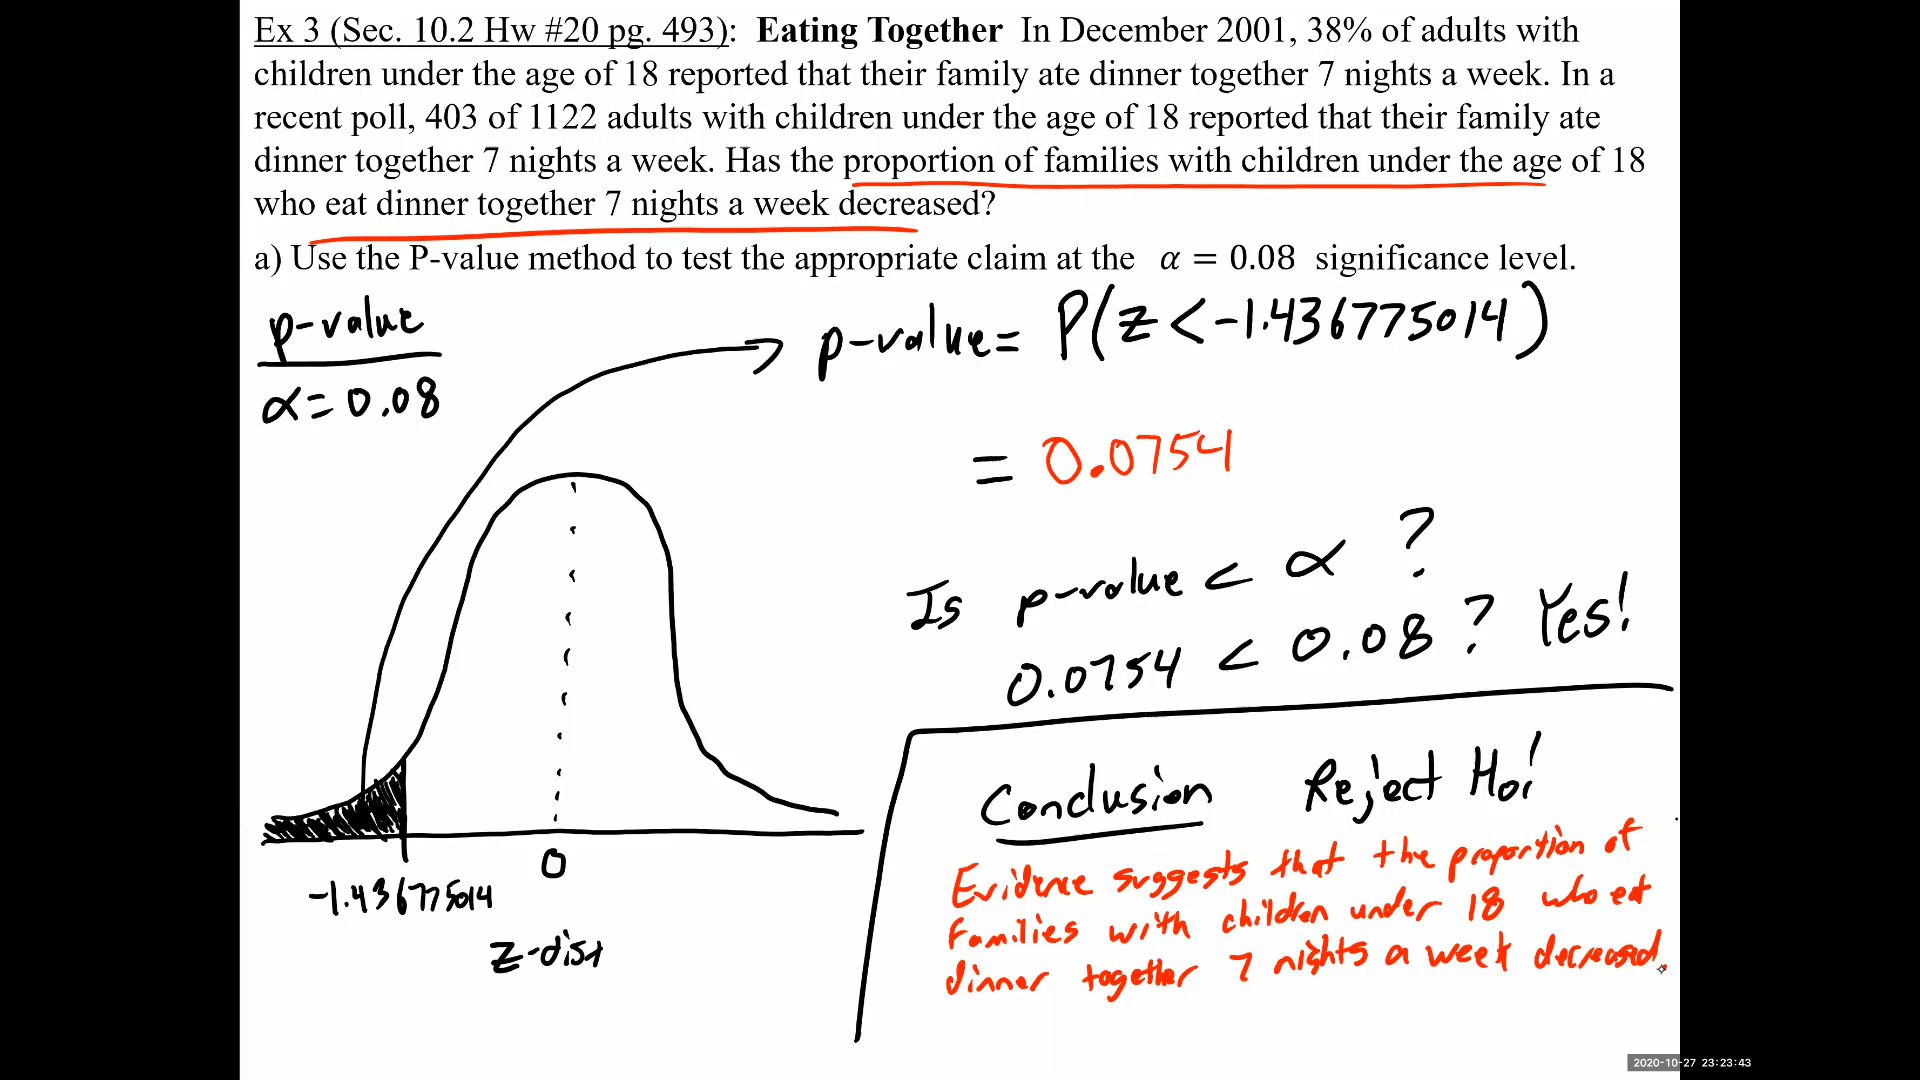 Ex 3 (Sec. 10.2 Hw #20 pg. 493): Eating Together In December 2001, 38% of adults with
children under the age of 18 reported that their family ate dinner together 7 nights a week. In a
recent poll, 403 of 1122 adults with children under the age of 18 reported that their family ate
dinner together 7 nights a week. Has the proportion of families with children under the age of 18
who eat dinner together 7 nights a week decreased?
a) Use the P-value method to test the appropriate claim at the α = 0.08 significance level.
p-value
α = 0.08
p-value = P(z < -1.436775014)
= 0.0754
Is p-value < α ?
0.0754 < 0.08 ? Yes!
0
-1.436775014
z-dist
Conclusion Reject Ho!
Evidence suggests that the proportion of
families with children under 18 who eat
dinner together 7 nights a week decreased.
2020-10-27 23:23:43